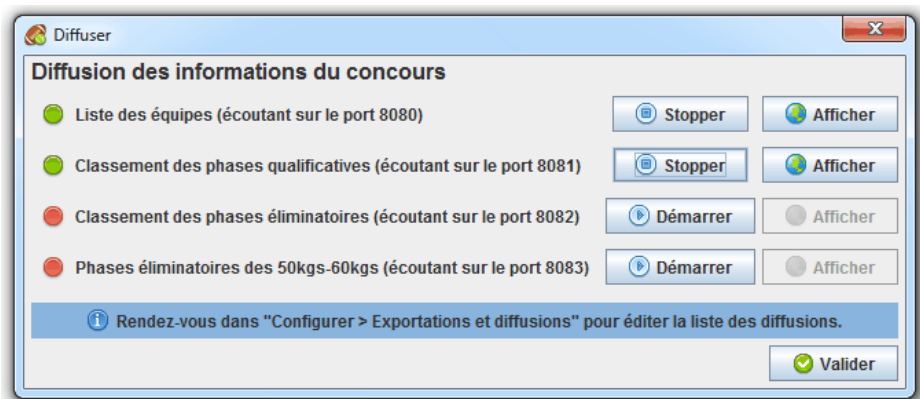 Diffuser
Diffusion des informations du concours
Liste des équipes (écoutant sur le port 8080) Stopper Afficher
Classement des phases qualificatives (écoutant sur le port 8081) Stopper Afficher
Classement des phases éliminatoires (écoutant sur le port 8082) Démarrer Afficher
Phases éliminatoires des 50kgs-60kgs (écoutant sur le port 8083) Démarrer Afficher
Rendez-vous dans "Configurer > Exportations et diffusions" pour éditer la liste des diffusions.
Valider